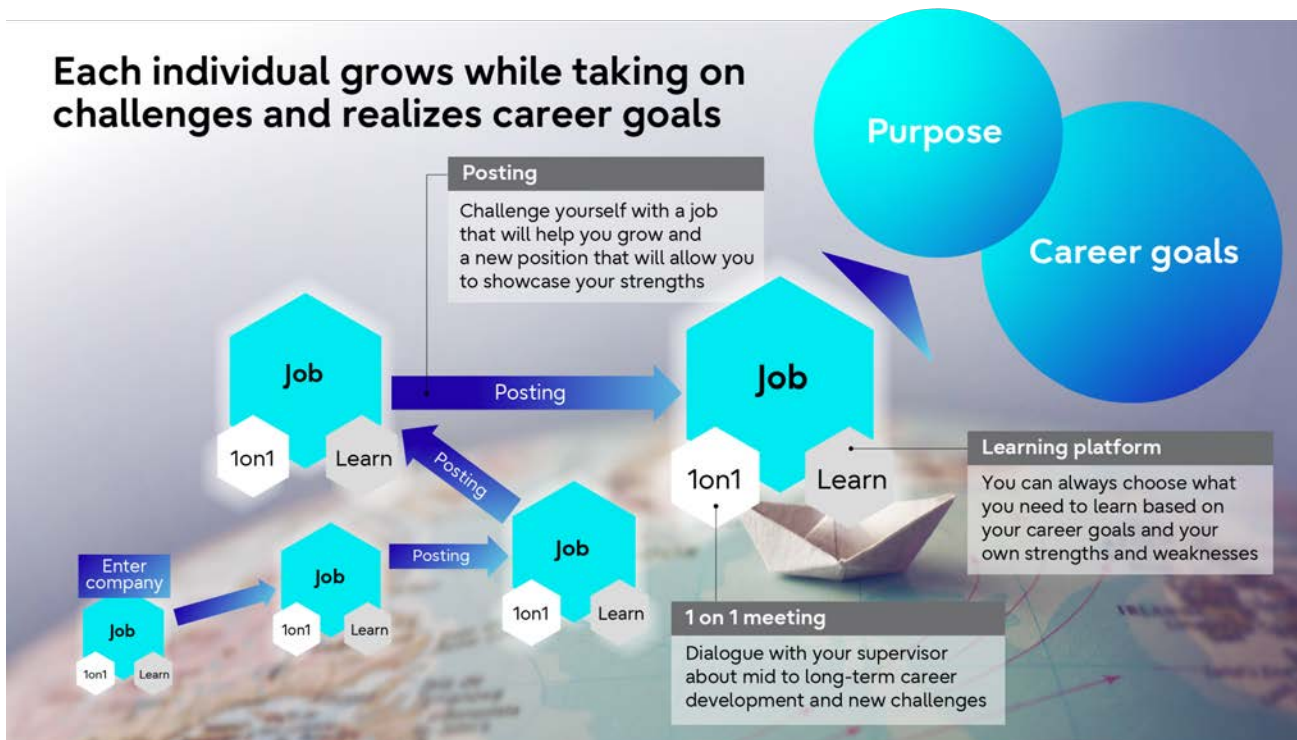 Each individual grows while taking on
challenges and realizes career goals
Purpose
Career goals
Posting
Challenge yourself with a job
that will help you grow and
a new position that will allow you
to showcase your strengths
Job
1on1
Learn
Posting
Job
1on1
Learn
Learning platform
You can always choose what
you need to learn based on
your career goals and your
own strengths and weaknesses
Posting
Enter
company
Job
1on1
Learn
Job
1on1
Learn
Posting
Job
1on1
Learn
1 on 1 meeting
Dialogue with your supervisor
about mid to long-term career
development and new challenges